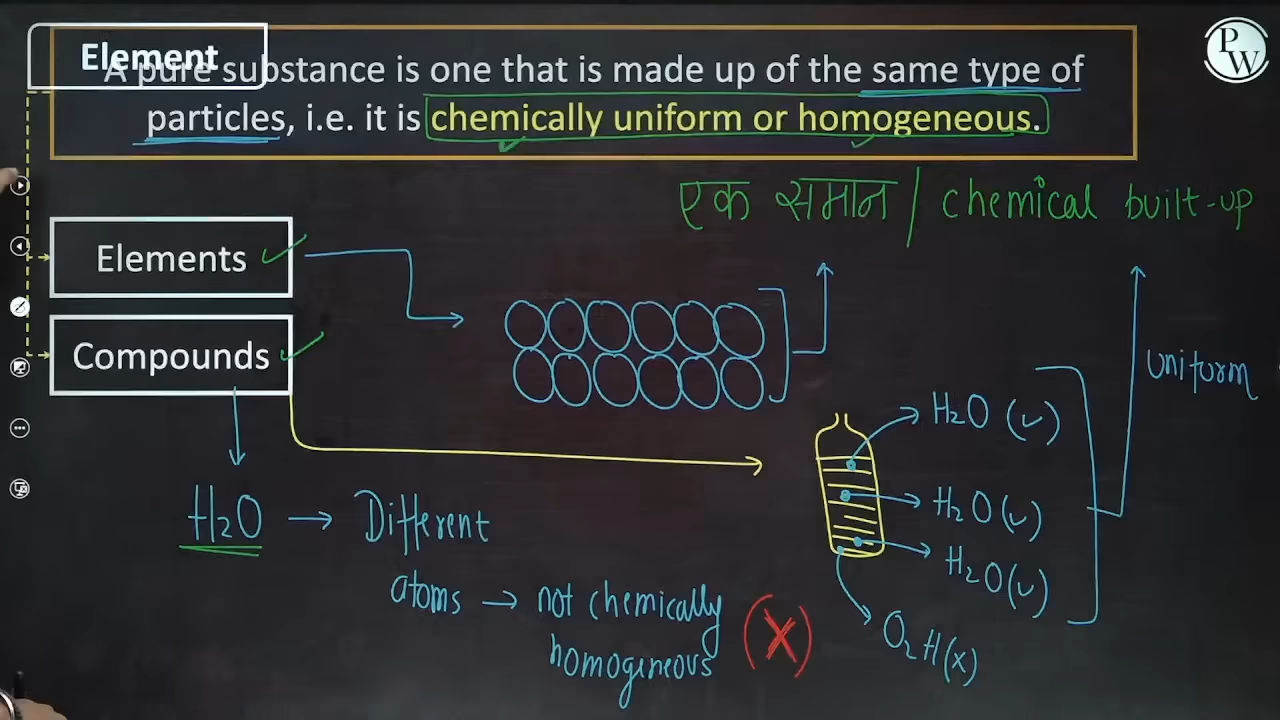 Element
A pure substance is one that is made up of the same type of
particles, i.e. it is chemically uniform or homogeneous.
PW
एक समान / chemical built-up
Elements
Compounds
uniform
H₂O (✓)
H₂O → Different
H₂O (✓)
H₂O (✓)
atoms → not chemically
homogeneous (X)
O₂H (x)